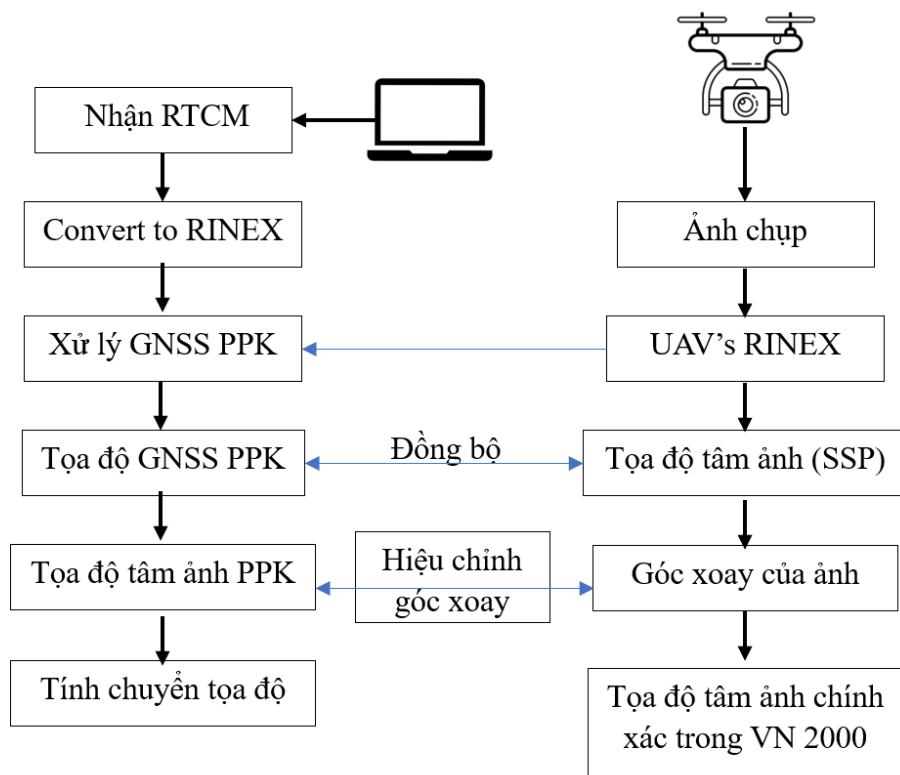 Nhận RTCM
Convert to RINEX
Ảnh chụp
Xử lý GNSS PPK
UAV’s RINEX
Tọa độ GNSS PPK
Đồng bộ
Tọa độ tâm ảnh (SSP)
Tọa độ tâm ảnh PPK
Hiệu chỉnh
góc xoay
Góc xoay của ảnh
Tính chuyển tọa độ
Tọa độ tâm ảnh chính
xác trong VN 2000